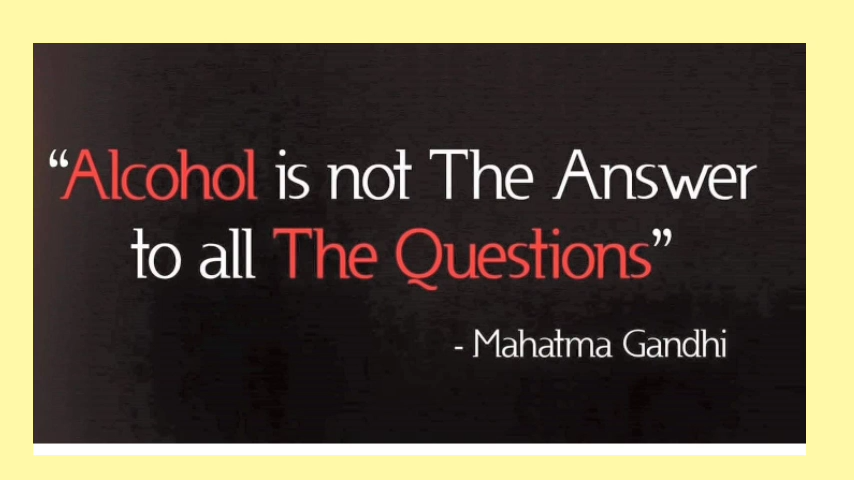 “Alcohol is not The Answer
to all The Questions”
- Mahatma Gandhi